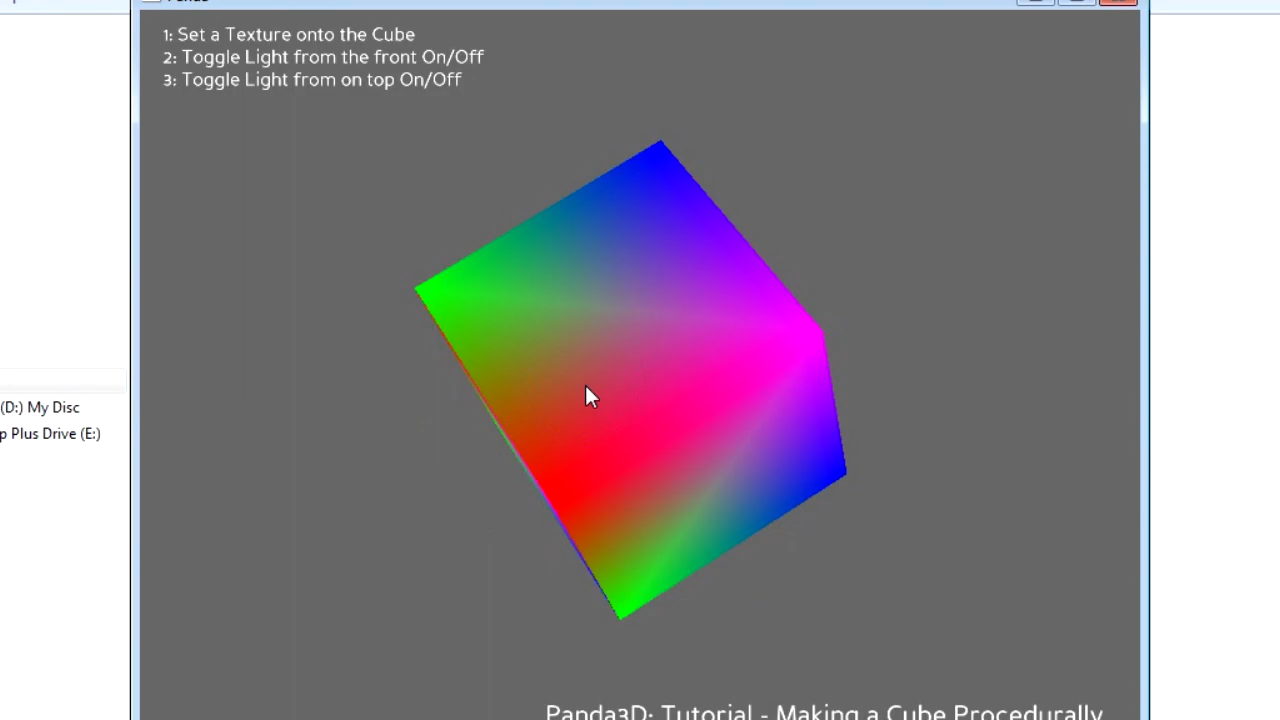 1: Set a Texture onto the Cube
2: Toggle Light from the front On/Off
3: Toggle Light from on top On/Off
(D:) My Disc
p Plus Drive (E:)
Panda3D: Tutorial - Making a Cube Procedurally